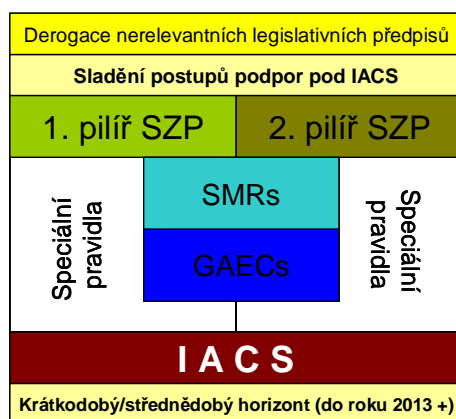 Derogace nerelevantních legislativních předpisů
Sladění postupů podpor pod IACS
1. pilíř SZP
2. pilíř SZP
Speciální
pravidla
SMRs
GAECs
Speciální
pravidla
I A C S
Krátkodobý/střednědobý horizont (do roku 2013 +)